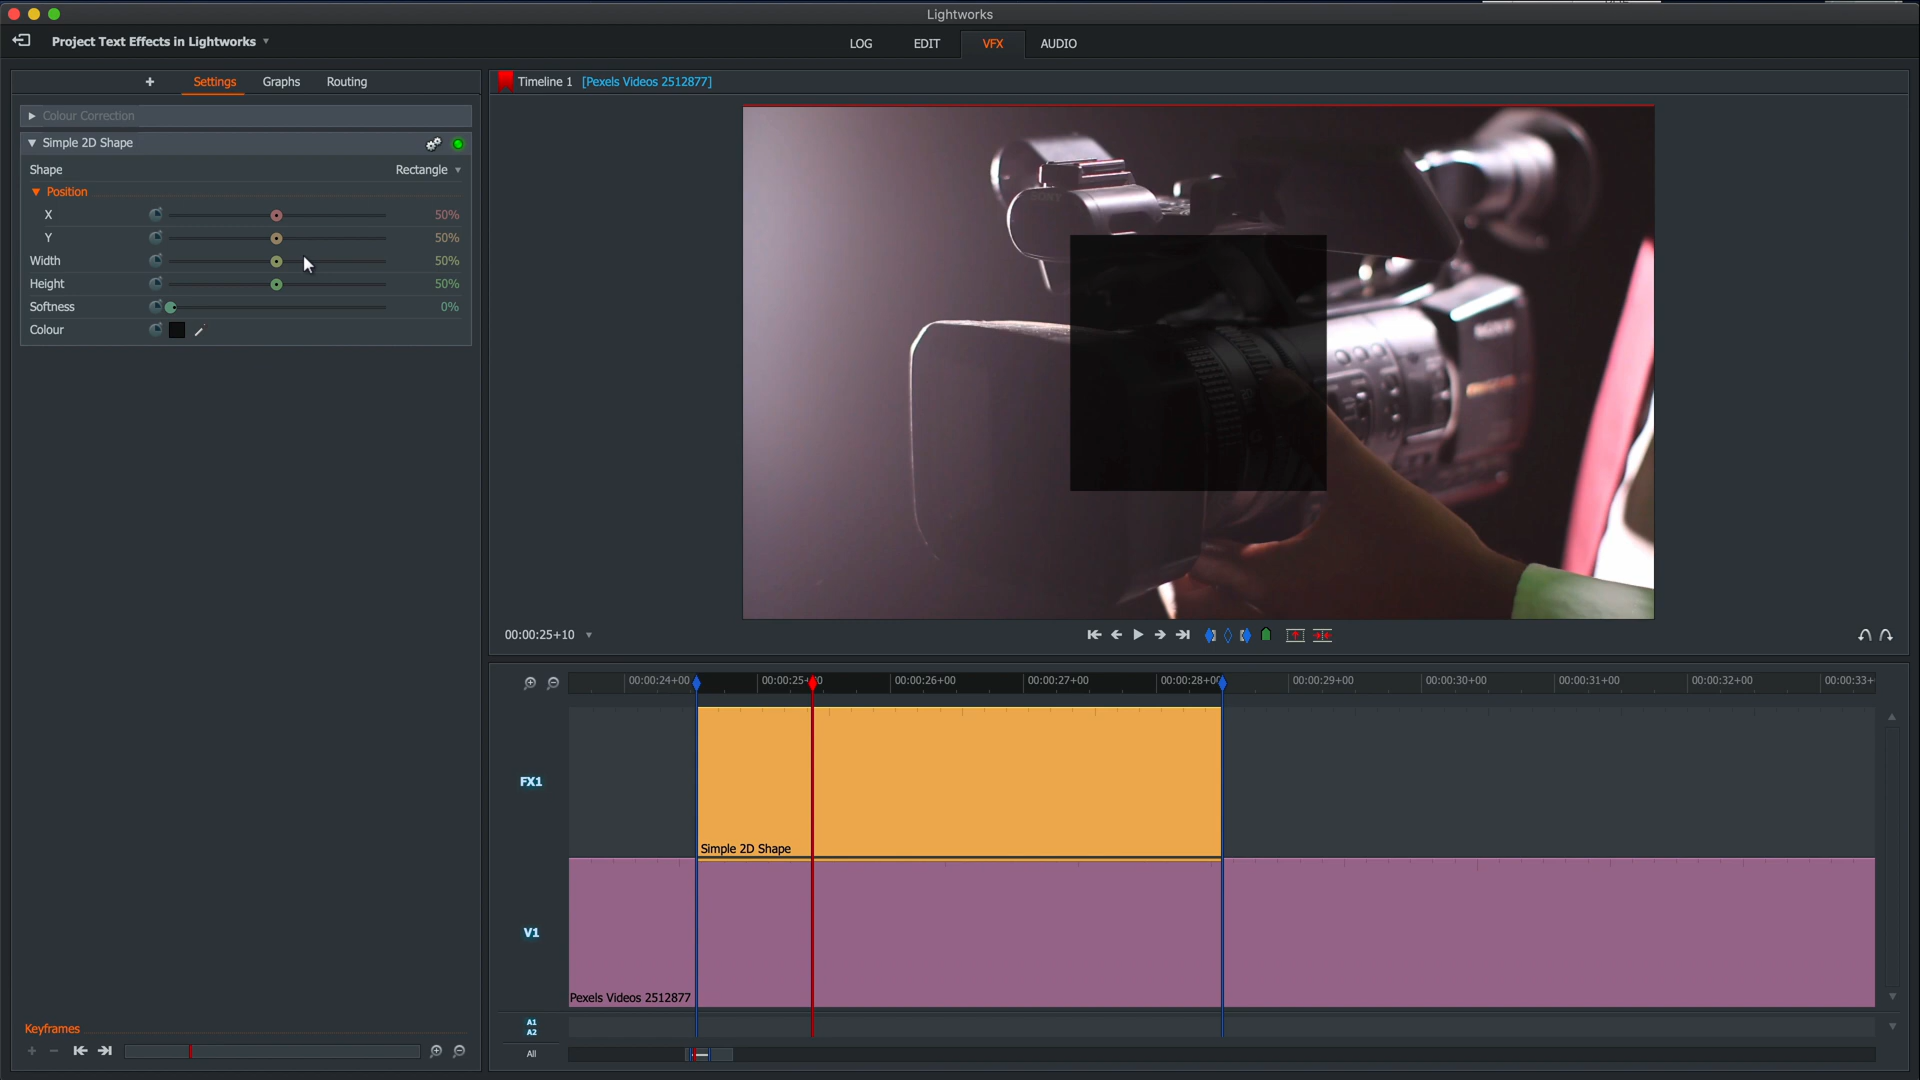 Lightworks
Project Text Effects in Lightworks
LOG EDIT VFX AUDIO
+ Settings Graphs Routing
Timeline 1 [Pexels Videos 2512877]
Colour Correction
Simple 2D Shape
Shape Rectangle
Position
X 50%
Y 50%
Width 50%
Height 50%
Softness 0%
Colour
SONY
SONY
00:00:25+10
00:00:24+00 00:00:25+00 00:00:26+00 00:00:27+00 00:00:28+00 00:00:29+00 00:00:30+00 00:00:31+00 00:00:32+00 00:00:33+
FX1
Simple 2D Shape
V1
Pexels Videos 2512877
A1
A2
All
Keyframes